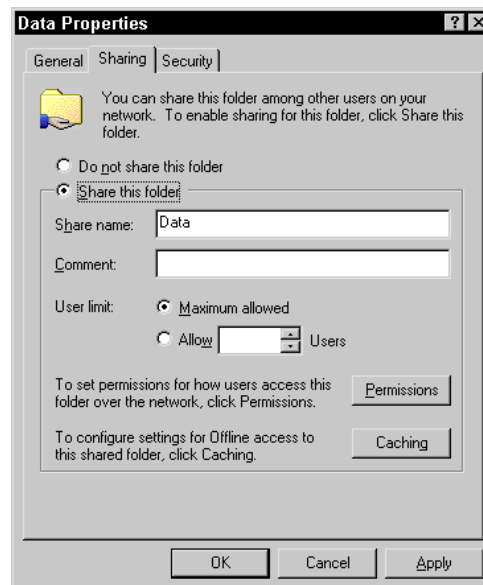 Data Properties
General Sharing Security
You can share this folder among other users on your
network. To enable sharing for this folder, click Share this
folder.
Do not share this folder
Share this folder
Share name: Data
Comment:
User limit: Maximum allowed
Allow Users
To set permissions for how users access this
folder over the network, click Permissions.
Permissions
To configure settings for Offline access to
this shared folder, click Caching.
Caching
OK Cancel Apply